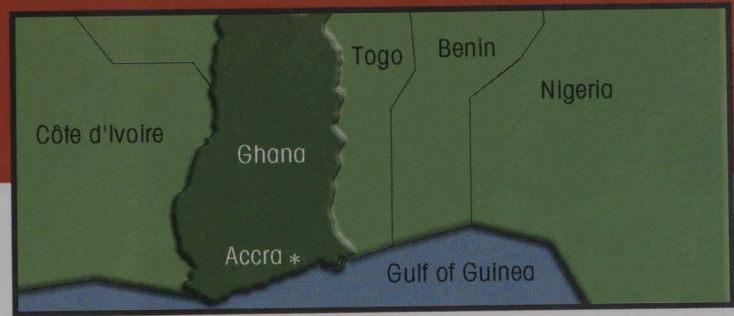 Togo
Benin
Nigeria
Côte d'Ivoire
Ghana
Accra *
Gulf of Guinea